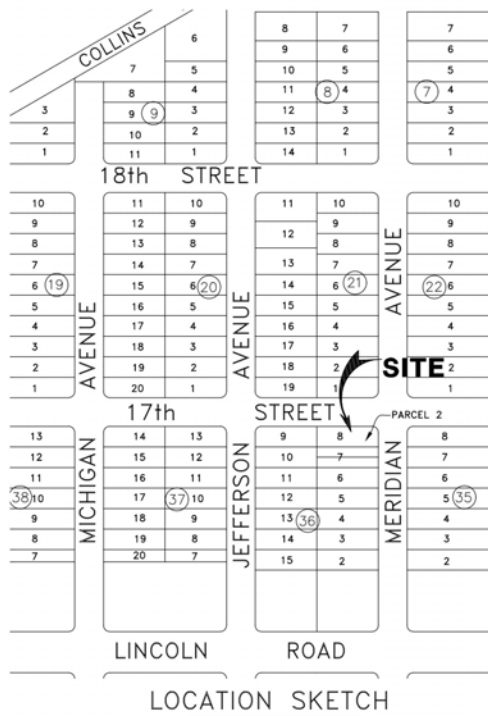 COLLINS
6
8 7 7
9 6 6
7 5 10 5 5
8 4 11 8 4 7 4
3 9 9 3 12 3 3
2 10 2 13 2 2
1 11 1 14 1 1
18th STREET
10 11 10 11 10 10
9 12 9 9 9
12
8 13 8 8 8
7 14 7 13 7 7
6 19 15 6 20 14 6 21 22 6
5 16 5 15 5 5
4 17 4 16 4 4
3 18 3 17 3 3
2 19 2 18 2 2
1 20 1 19 1 1
AVENUE
AVENUE
AVENUE
SITE
17th STREET
PARCEL 2
13 14 13 9 8 8
12 15 12 10 7 7
11 16 11 11 6 6
38 10 17 37 10 12 5 5 35
9 18 9 13 36 4 4
8 19 8 14 3 3
7 20 7 15 2 2
MICHIGAN
JEFFERSON
MERIDIAN
LINCOLN ROAD
LOCATION SKETCH